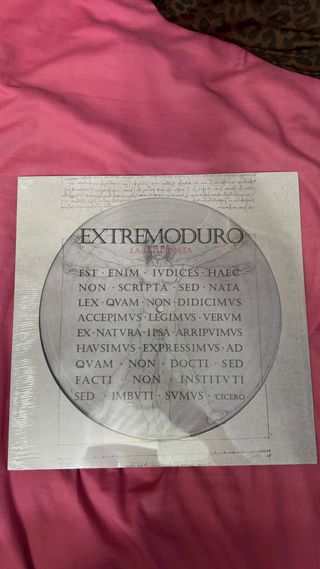 EXTREMODURO
LA LEY INNATA
EST · ENIM · IVDICES · HAEC
NON · SCRIPTA · SED · NATA
LEX · QVAM · NON · DIDICIMVS
ACCEPIMVS · LEGIMVS · VERVM
EX · NATVRA · IPSA · ARRIPVIMVS
HAVSIMVS · EXPRESSIMVS · AD
QVAM · NON · DOCTI · SED
FACTI · NON · INSTITVTI
SED · IMBVTI · SVMVS · CICERO